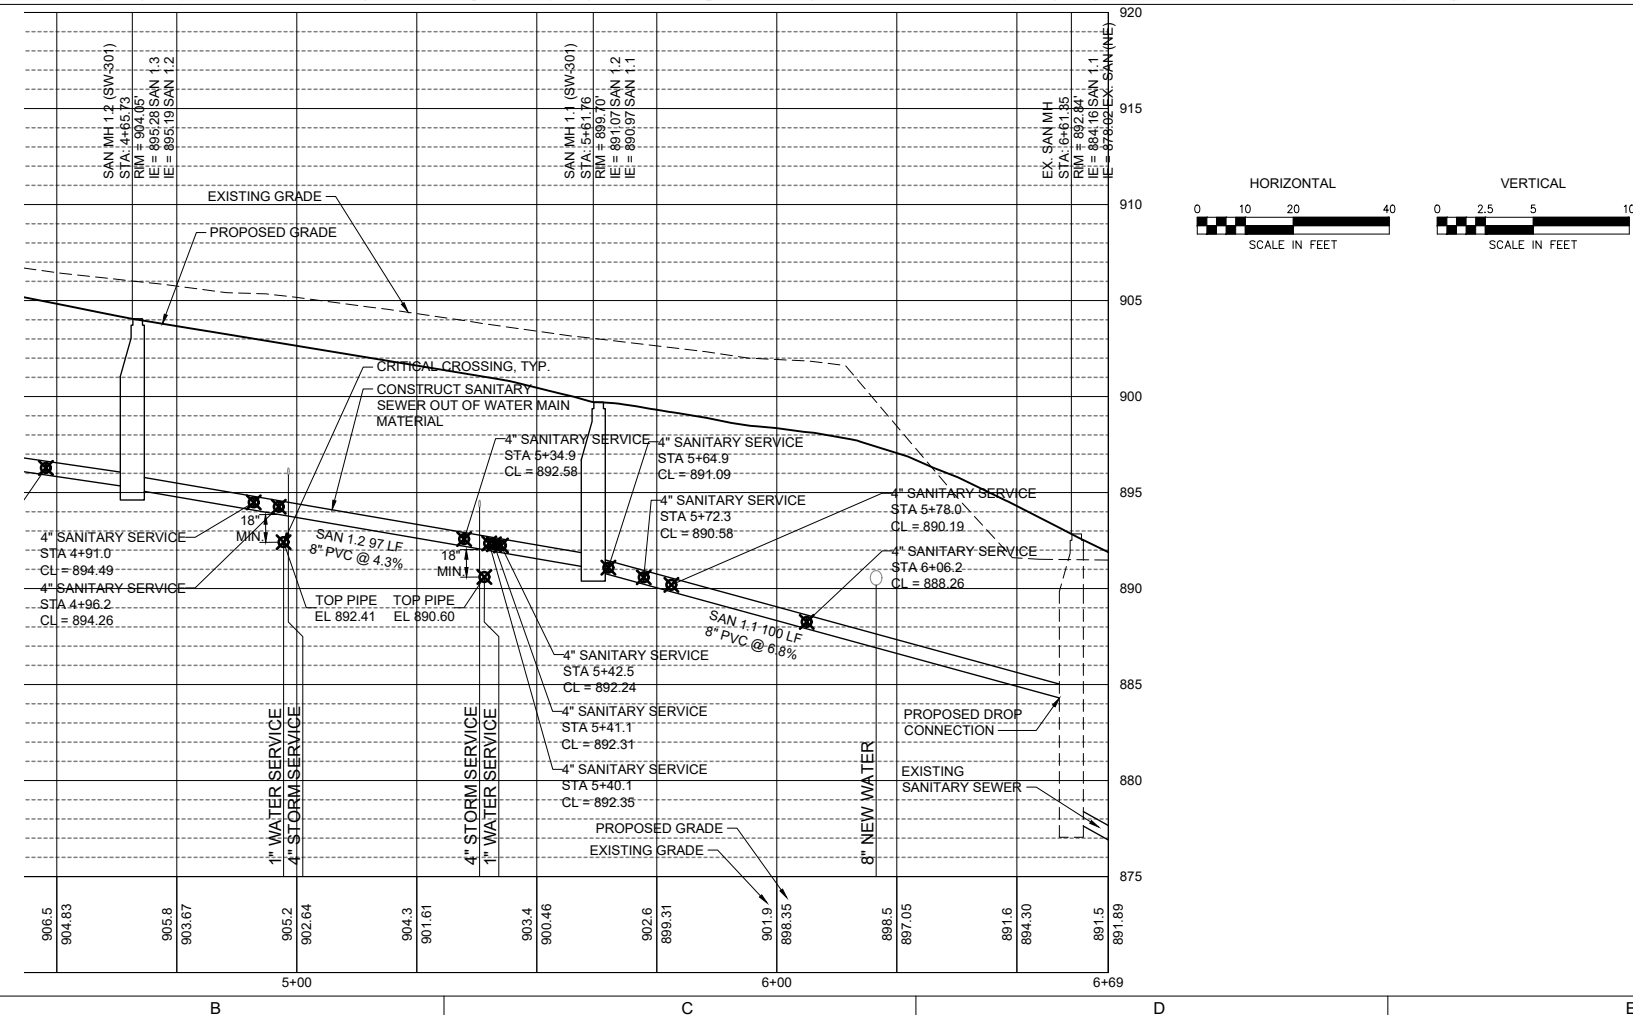 920
915
910
905
900
895
890
885
880
875
SAN MH 1.2 (SW-301)
STA: 4+65.73
RIM = 904.05'
IE = 895.28 SAN 1.3
IE = 895.19 SAN 1.2
SAN MH 1.1 (SW-301)
STA: 5+61.76
RIM = 899.70'
IE = 891.07 SAN 1.2
IE = 890.97 SAN 1.1
EX. SAN MH
STA: 6+61.35
RIM = 892.84'
IE = 884.16 SAN 1.1
IE = 878.02 EX. SAN (NE)
HORIZONTAL
0 10 20 40
SCALE IN FEET
VERTICAL
0 2.5 5 10
SCALE IN FEET
EXISTING GRADE
PROPOSED GRADE
CRITICAL CROSSING, TYP.
CONSTRUCT SANITARY
SEWER OUT OF WATER MAIN
MATERIAL
4" SANITARY SERVICE
STA 5+34.9
CL = 892.58
4" SANITARY SERVICE
STA 5+64.9
CL = 891.09
4" SANITARY SERVICE
STA 5+72.3
CL = 890.58
4" SANITARY SERVICE
STA 5+78.0
CL = 890.19
4" SANITARY SERVICE
STA 6+06.2
CL = 888.26
4" SANITARY SERVICE
STA 4+91.0
CL = 894.49
4" SANITARY SERVICE
STA 4+96.2
CL = 894.26
18"
MIN
SAN 1.2 97 LF
8" PVC @ 4.3%
18"
MIN
TOP PIPE
EL 892.41
TOP PIPE
EL 890.60
SAN 1.1 100 LF
8" PVC @ 6.8%
4" SANITARY SERVICE
STA 5+42.5
CL = 892.24
4" SANITARY SERVICE
STA 5+41.1
CL = 892.31
4" SANITARY SERVICE
STA 5+40.1
CL = 892.35
1" WATER SERVICE
4" STORM SERVICE
4" STORM SERVICE
1" WATER SERVICE
8" NEW WATER
PROPOSED DROP
CONNECTION
EXISTING
SANITARY SEWER
PROPOSED GRADE
EXISTING GRADE
906.5
904.83
905.8
903.67
905.2
902.64
904.3
901.61
903.4
900.46
902.6
899.31
901.9
898.35
898.5
897.05
891.6
894.30
891.5
891.89
5+00
6+00
6+69
B
C
D
E